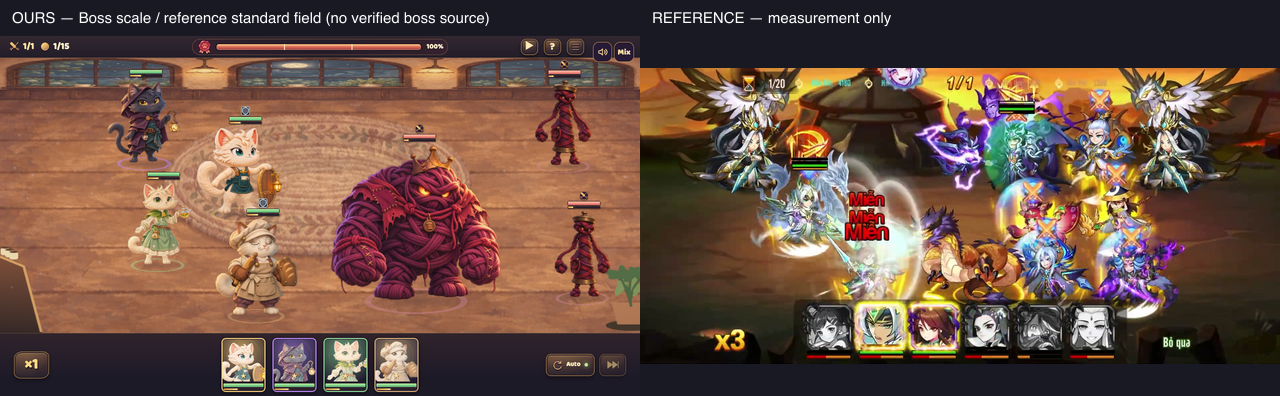 OURS — Boss scale / reference standard field (no verified boss source)
REFERENCE — measurement only
1/1
1/15
100%
?
Mix
1/20
1/1
Miễn
Miễn
Miễn
×1
Auto
x3
Bỏ qua